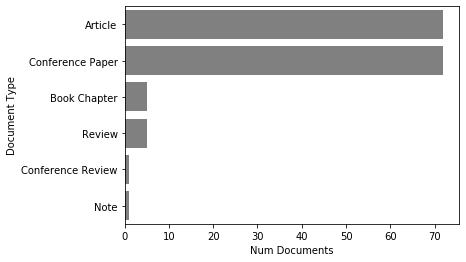 Document Type
Article
Conference Paper
Book Chapter
Review
Conference Review
Note
0 10 20 30 40 50 60 70
Num Documents